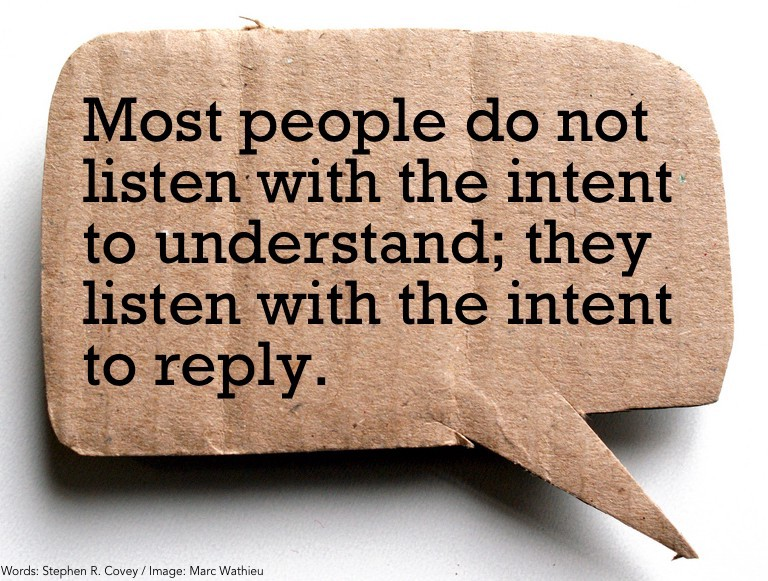 Most people do not
listen with the intent
to understand; they
listen with the intent
to reply.
Words: Stephen R. Covey / Image: Marc Wathieu